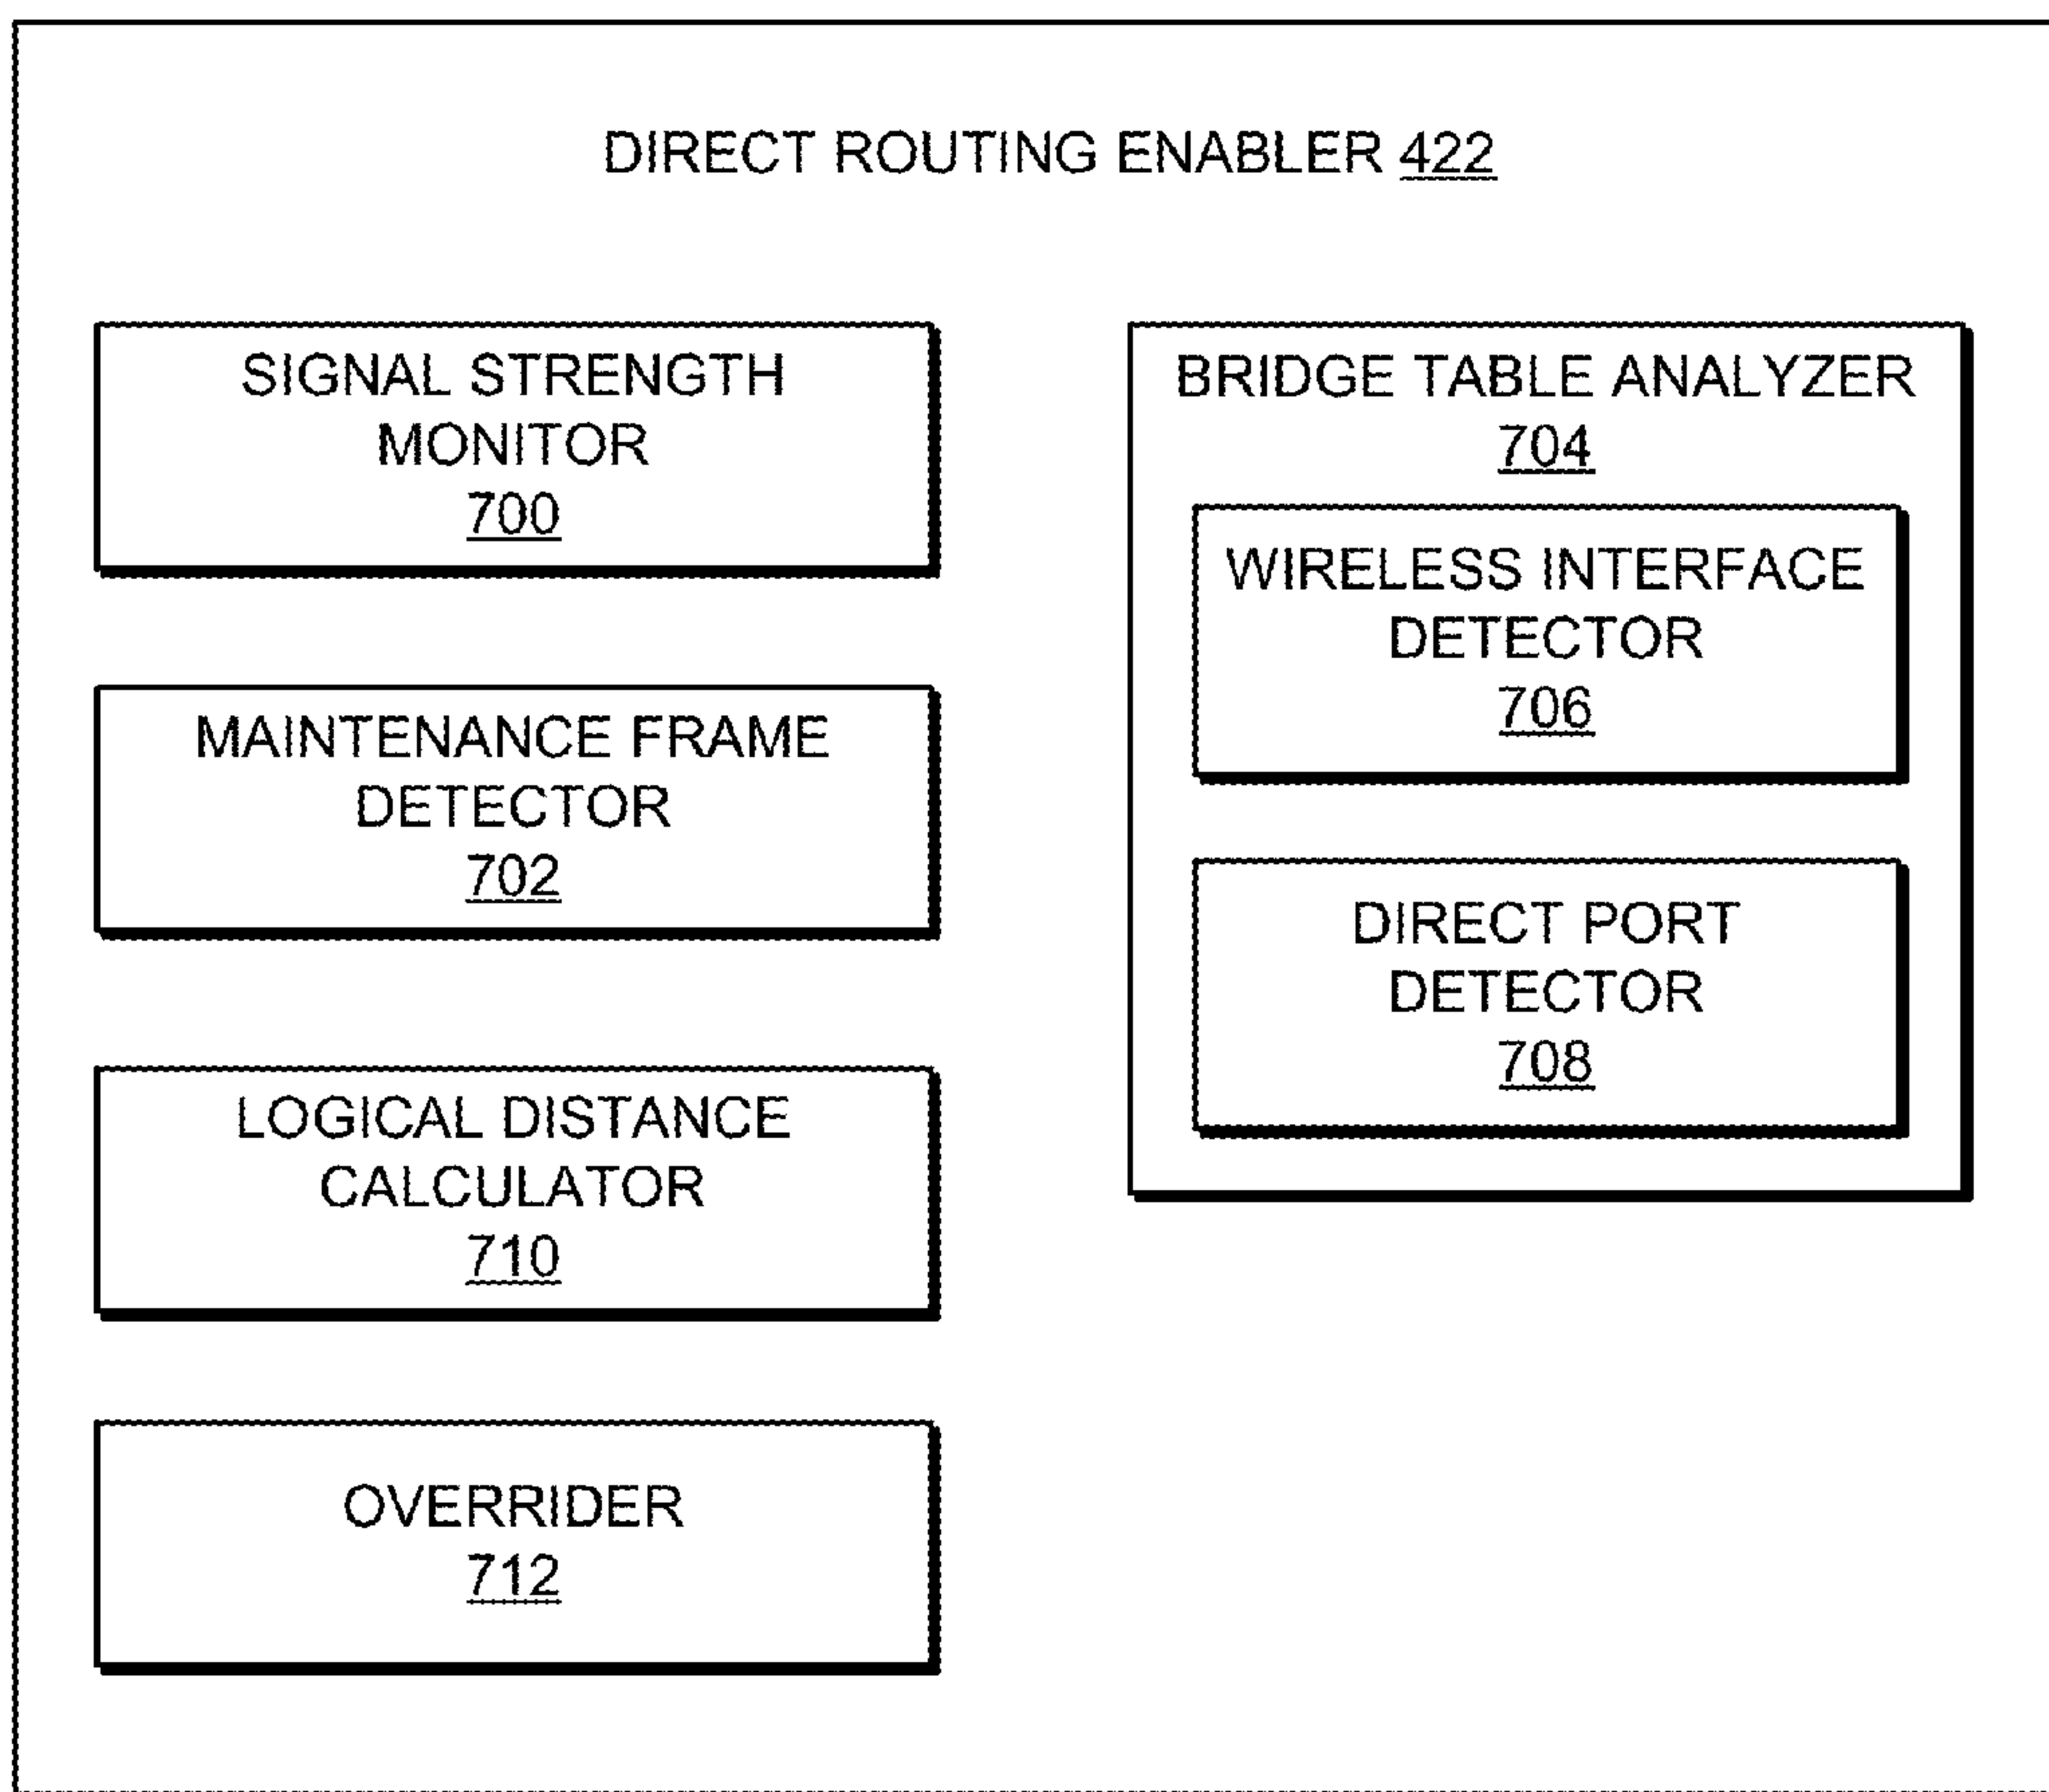 DIRECT ROUTING ENABLER 422
SIGNAL STRENGTH
MONITOR
700
MAINTENANCE FRAME
DETECTOR
702
LOGICAL DISTANCE
CALCULATOR
710
OVERRIDER
712
BRIDGE TABLE ANALYZER
704
WIRELESS INTERFACE
DETECTOR
706
DIRECT PORT
DETECTOR
708